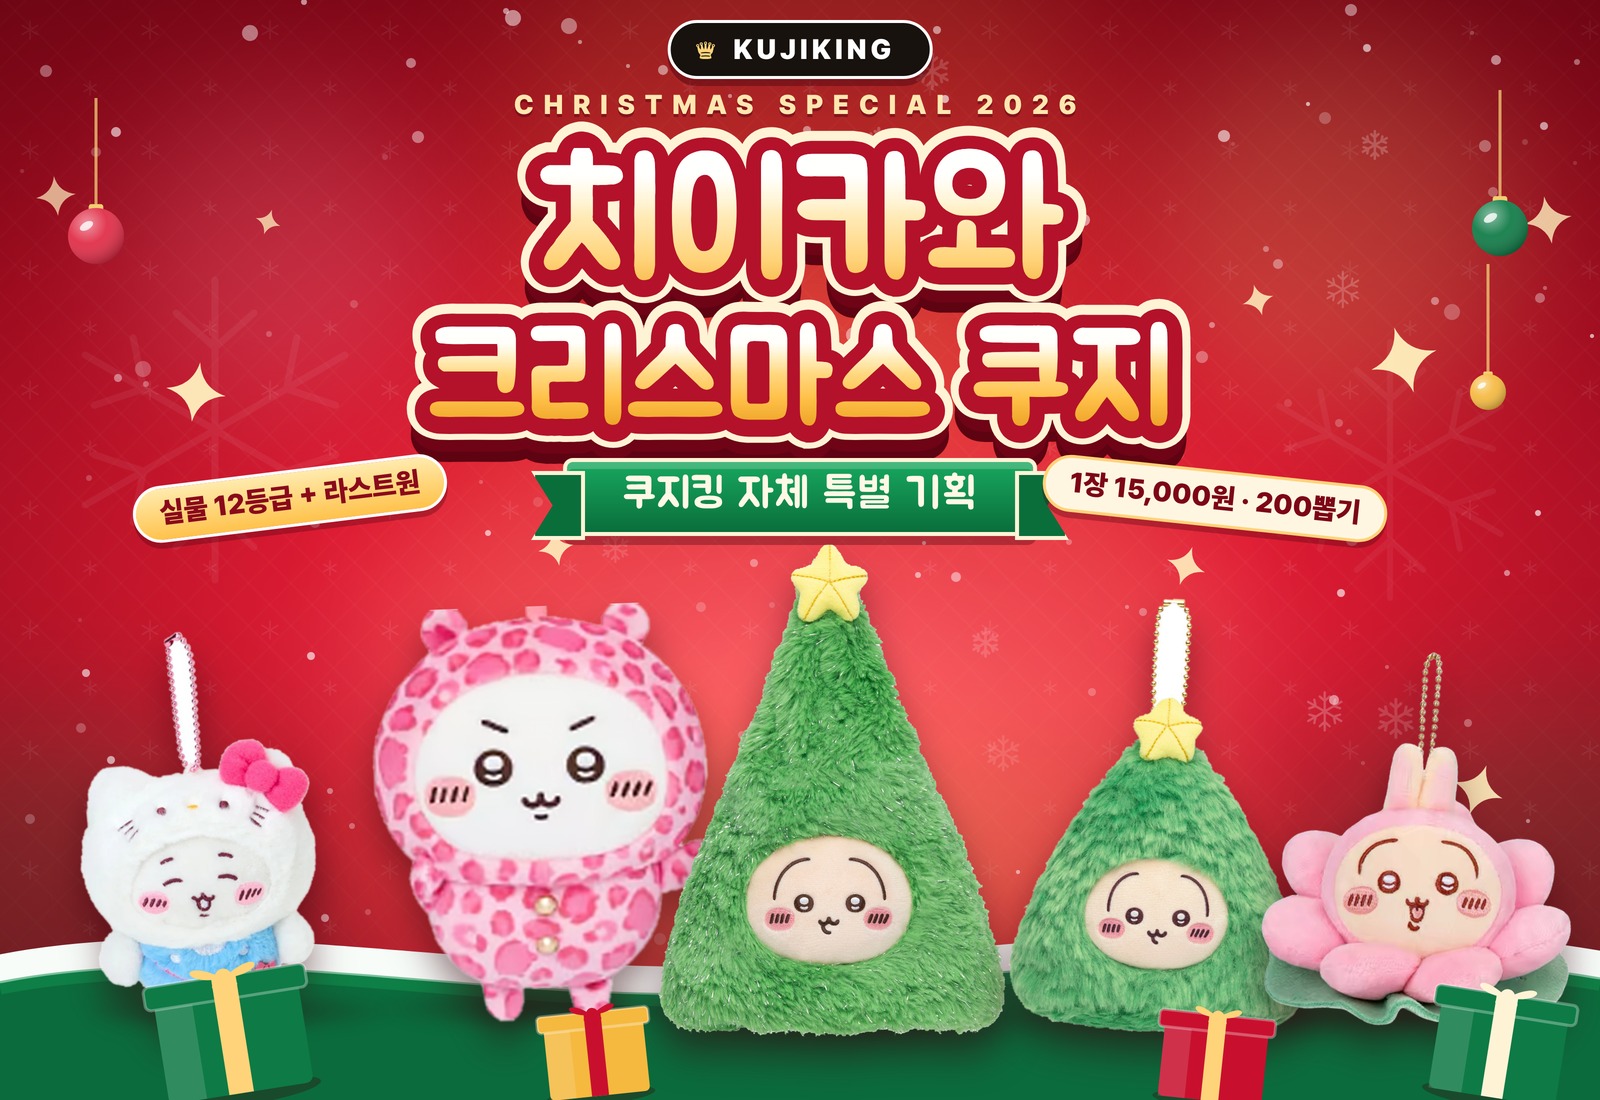 KUJIKING
CHRISTMAS SPECIAL 2026
치이카와
크리스마스 쿠지
쿠지킹 자체 특별 기획
실물 12등급 + 라스트원
1장 15,000원 · 200뽑기